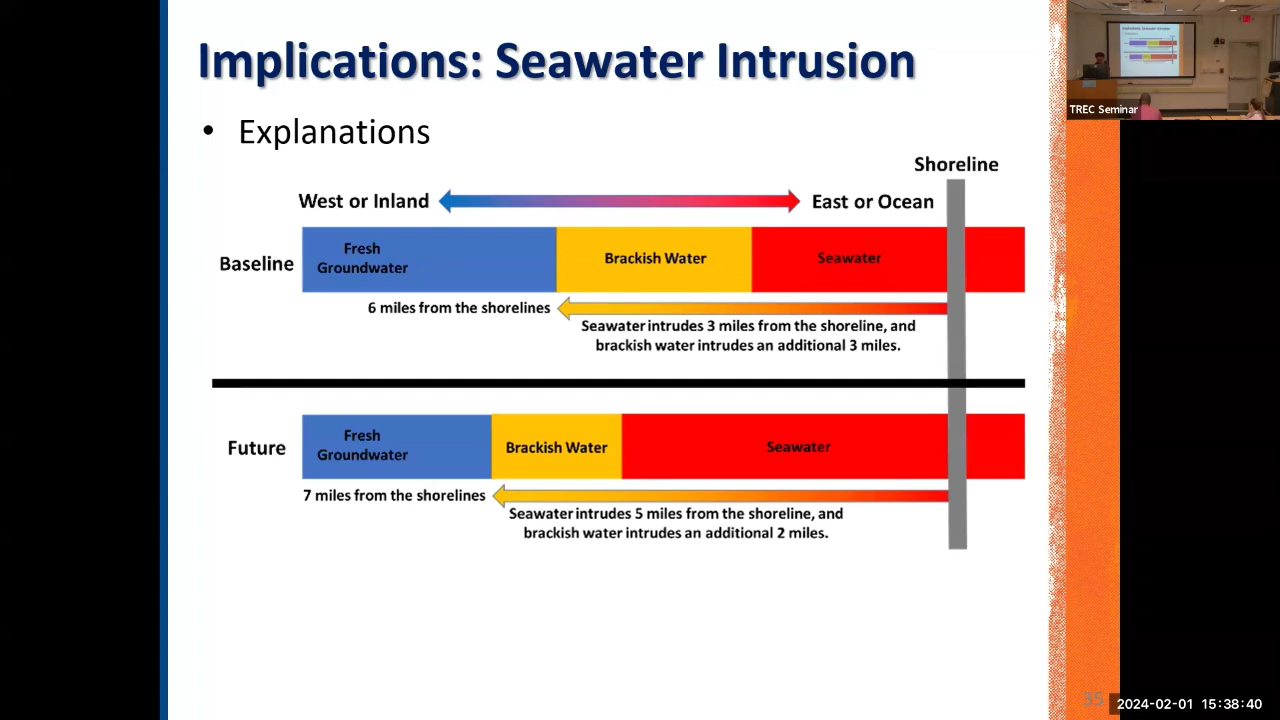 Implications: Seawater Intrusion
• Explanations
Shoreline
West or Inland
East or Ocean
Baseline
Fresh
Groundwater
Brackish Water
Seawater
6 miles from the shorelines
Seawater intrudes 3 miles from the shoreline, and
brackish water intrudes an additional 3 miles.
Future
Fresh
Groundwater
Brackish Water
Seawater
7 miles from the shorelines
Seawater intrudes 5 miles from the shoreline, and
brackish water intrudes an additional 2 miles.
TREC Seminar
35
2024-02-01 15:38:40